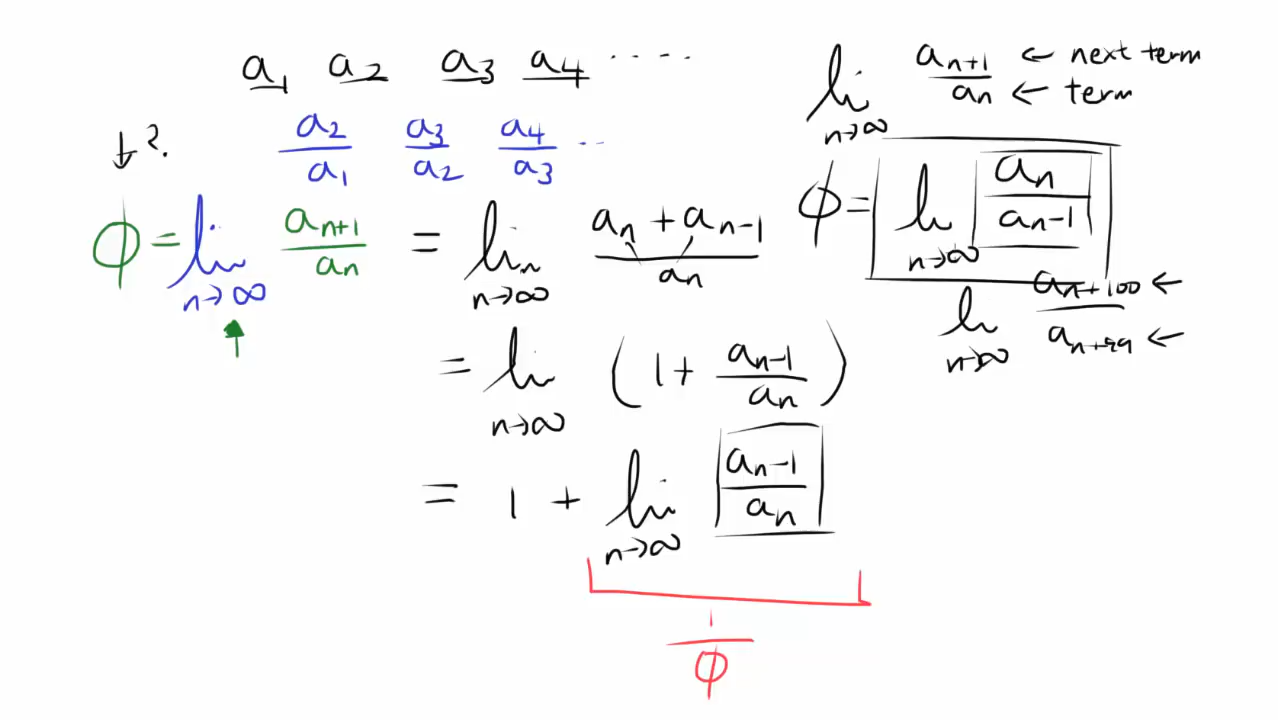 a₁ a₂ a₃ a₄ ·····
lim n→∞ aₙ₊₁/aₙ ← next term ← term
↓ ?.
a₂/a₁ a₃/a₂ a₄/a₃ ···
ϕ = lim n→∞ aₙ₊₁/aₙ = lim n n→∞ (aₙ + aₙ₋₁)/aₙ
ϕ = lim n→∞ aₙ/aₙ₋₁
lim n→∞ aₙ₊₁₀₀/aₙ₊₉₉ ← ←
= lim n→∞ (1 + aₙ₋₁/aₙ)
= 1 + lim n→∞ aₙ₋₁/aₙ
1/ϕ